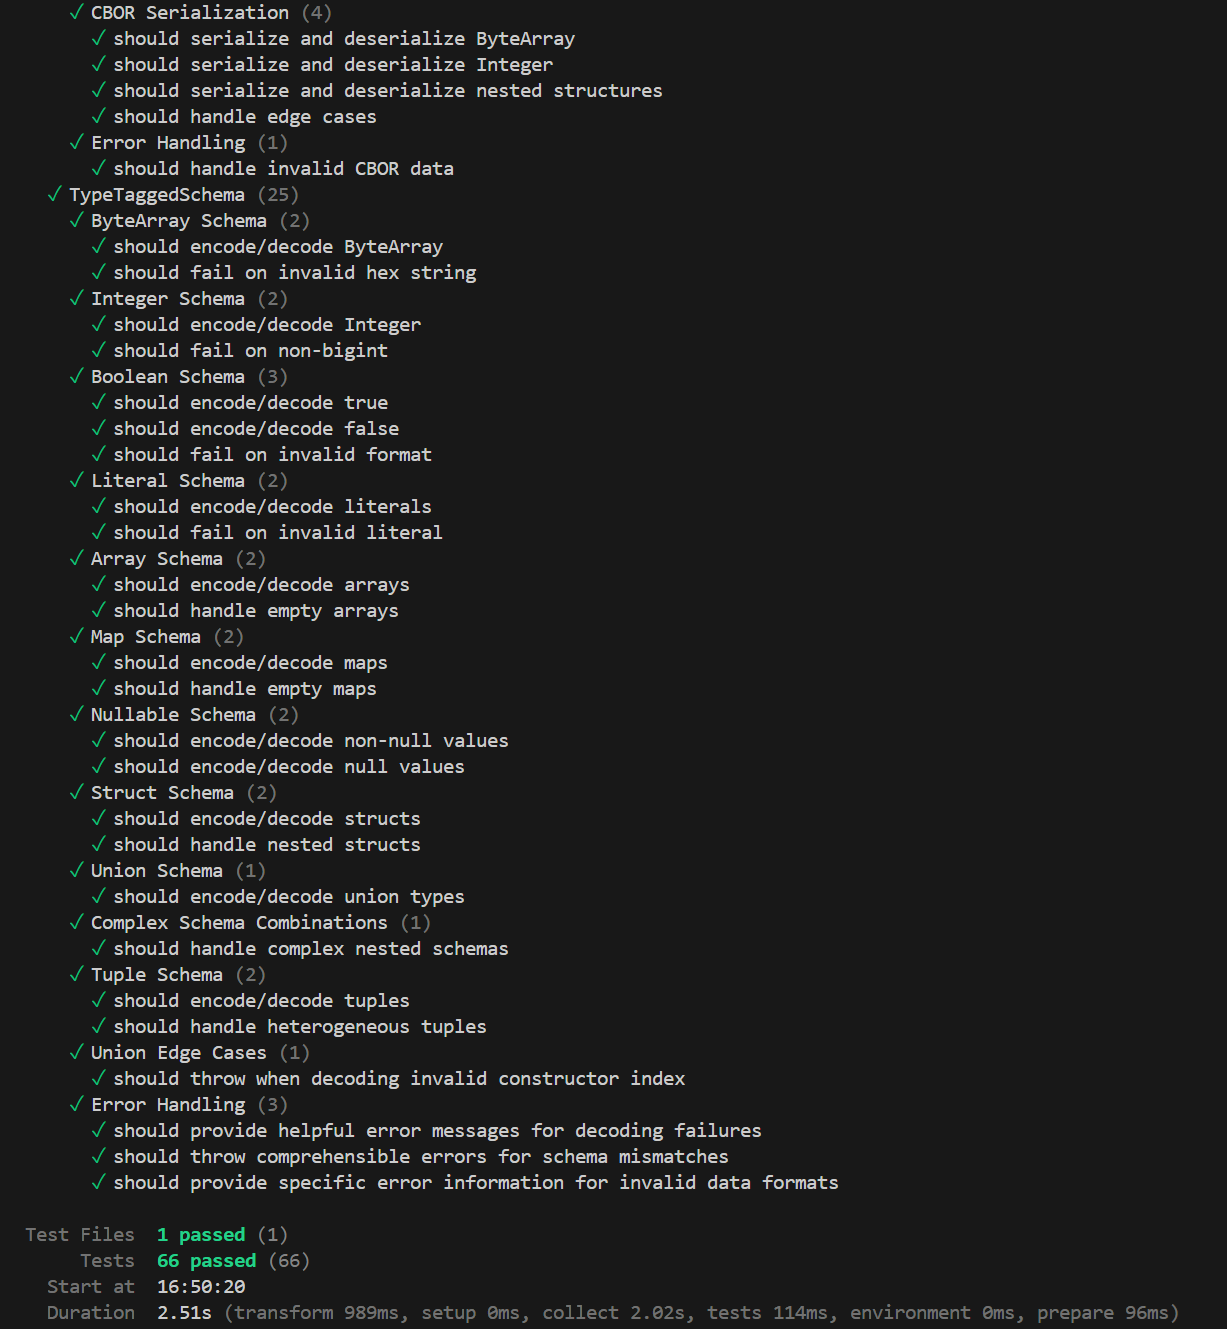 ✓ CBOR Serialization (4)
✓ should serialize and deserialize ByteArray
✓ should serialize and deserialize Integer
✓ should serialize and deserialize nested structures
✓ should handle edge cases
✓ Error Handling (1)
✓ should handle invalid CBOR data
✓ TypeTaggedSchema (25)
✓ ByteArray Schema (2)
✓ should encode/decode ByteArray
✓ should fail on invalid hex string
✓ Integer Schema (2)
✓ should encode/decode Integer
✓ should fail on non-bigint
✓ Boolean Schema (3)
✓ should encode/decode true
✓ should encode/decode false
✓ should fail on invalid format
✓ Literal Schema (2)
✓ should encode/decode literals
✓ should fail on invalid literal
✓ Array Schema (2)
✓ should encode/decode arrays
✓ should handle empty arrays
✓ Map Schema (2)
✓ should encode/decode maps
✓ should handle empty maps
✓ Nullable Schema (2)
✓ should encode/decode non-null values
✓ should encode/decode null values
✓ Struct Schema (2)
✓ should encode/decode structs
✓ should handle nested structs
✓ Union Schema (1)
✓ should encode/decode union types
✓ Complex Schema Combinations (1)
✓ should handle complex nested schemas
✓ Tuple Schema (2)
✓ should encode/decode tuples
✓ should handle heterogeneous tuples
✓ Union Edge Cases (1)
✓ should throw when decoding invalid constructor index
✓ Error Handling (3)
✓ should provide helpful error messages for decoding failures
✓ should throw comprehensible errors for schema mismatches
✓ should provide specific error information for invalid data formats
Test Files 1 passed (1)
Tests 66 passed (66)
Start at 16:50:20
Duration 2.51s (transform 989ms, setup 0ms, collect 2.02s, tests 114ms, environment 0ms, prepare 96ms)